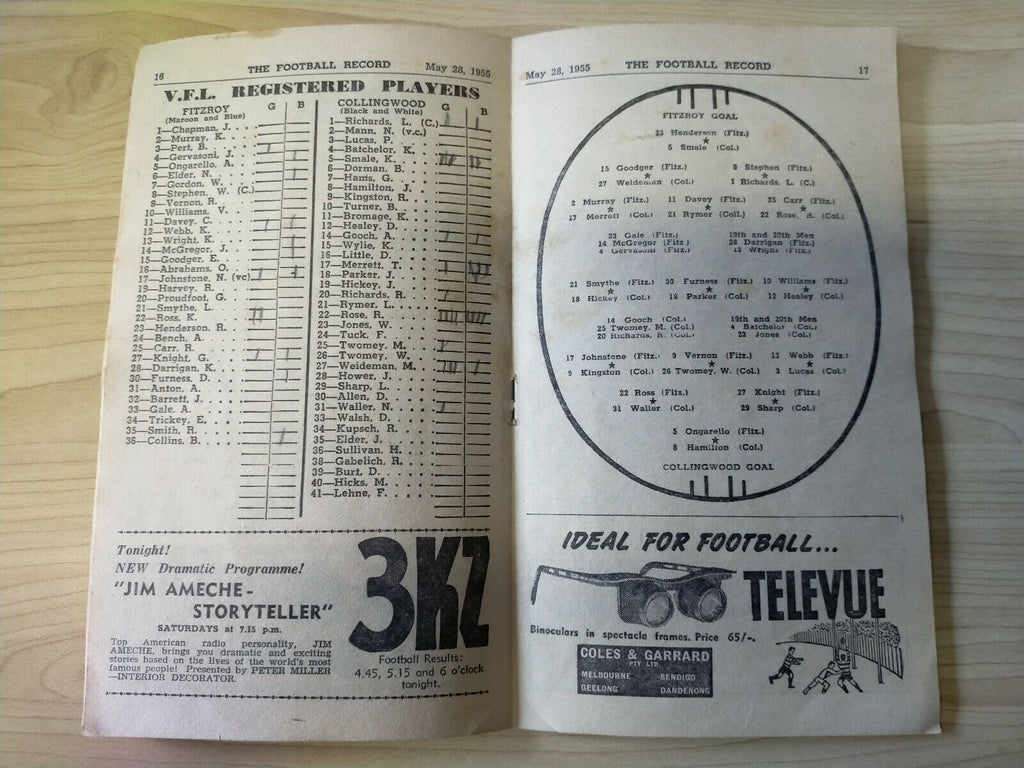 16 THE FOOTBALL RECORD May 28, 1955
V.F.L. REGISTERED PLAYERS
FITZROY G B
(Maroon and Blue)
1—Chapman, J.
2—Murray, K.
3—Pert, B.
4—Gervasoni, J.
5—Ongarello, A.
6—Elder, N.
7—Gordon, W.
8—Stephen, W. (C.)
9—Vernon, R.
10—Williams, V.
11—Davey, C.
12—Webb, K.
13—Wright, K.
14—McGregor, J.
15—Goodger, E.
16—Abrahams, O.
17—Johnstone, N. (vc)
19—Harvey, R.
20—Proudfoot, G.
21—Smythe, L.
22—Ross, K.
23—Henderson, R.
24—Bench, A.
25—Carr, R.
27—Knight, G.
28—Darrigan, K.
30—Furness, D.
31—Anton, A.
32—Barrett, J.
33—Gale, A.
34—Trickey, E.
35—Smith, R.
36—Collins, B.
COLLINGWOOD G B
(Black and White)
1—Richards, L. (C.)
2—Mann, N. (v.c.)
3—Lucas, P.
4—Batchelor, K.
5—Smale, K.
6—Dorman, B.
7—Hams, G.
8—Hamilton, J.
9—Kingston, R.
10—Turner, B.
11—Bromage, K.
12—Healey, D.
14—Gooch, A.
15—Wylie, K.
16—Little, D.
17—Merrett, T.
18—Parker, J.
19—Hickey, J.
20—Richards, R.
21—Rymer, L.
22—Rose, R.
23—Jones, W.
24—Tuck, F.
25—Twomey, M.
26—Twomey, W.
27—Weideman, M.
28—Hower, J.
29—Sharp, L.
30—Allen, D.
31—Waller, N.
33—Walsh, D.
34—Kupsch, R.
35—Elder, J.
36—Sullivan, H.
38—Gabelich, R.
39—Burt, D.
40—Hicks, M.
41—Lehne, F.
Tonight!
NEW Dramatic Programme!
"JIM AMECHE -
STORYTELLER"
SATURDAYS at 7.15 p.m.
Top American radio personality, JIM
AMECHE, brings you dramatic and exciting
stories based on the lives of the world's most
famous people! Presented by PETER MILLER
—INTERIOR DECORATOR.
3KZ
Football Results:
4.45, 5.15 and 6 o'clock
tonight.
May 28, 1955 THE FOOTBALL RECORD 17
FITZROY GOAL
23 Henderson (Fitz.)
5 Smale (Col.)
15 Goodger (Fitz.) 8 Stephen (Fitz.)
27 Weideman (Col.) 1 Richards, L. (C.)
2 Murray (Fitz.) 11 Davey (Fitz.) 25 Carr (Fitz.)
17 Merrett (Col.) 21 Rymer (Coll.) 22 Rose, R. (Col.)
33 Gale (Fitz.) 19th and 20th Men
14 McGregor (Fitz.) 28 Darrigan (Fitz.)
4 Gervasoni (Fitz.) 13 Wright (Fitz.)
21 Smythe (Fitz.) 30 Furness (Fitz.) 10 Williams (Fitz.)
19 Hickey (Col.) 18 Parker (Col.) 12 Healey (Col.)
14 Gooch (Col.) 19th and 20th Men
25 Twomey, M. (Col.) 4 Batchelor (Col.)
20 Richards, R. (Col.) 23 Jones (Col.)
17 Johnstone (Fitz.) 9 Vernon (Fitz.) 12 Webb (Fitz.)
9 Kingston (Col.) 26 Twomey, W. (Col.) 3 Lucas (Col.)
22 Ross (Fitz.) 27 Knight (Fitz.)
31 Waller (Col.) 29 Sharp (Col.)
5 Ongarello (Fitz.)
8 Hamilton (Col.)
COLLINGWOOD GOAL
IDEAL FOR FOOTBALL...
TELEVUE
Binoculars in spectacle frames. Price 65/-.
COLES & GARRARD
PTY. LTD.
MELBOURNE BENDIGO
GEELONG DANDENONG